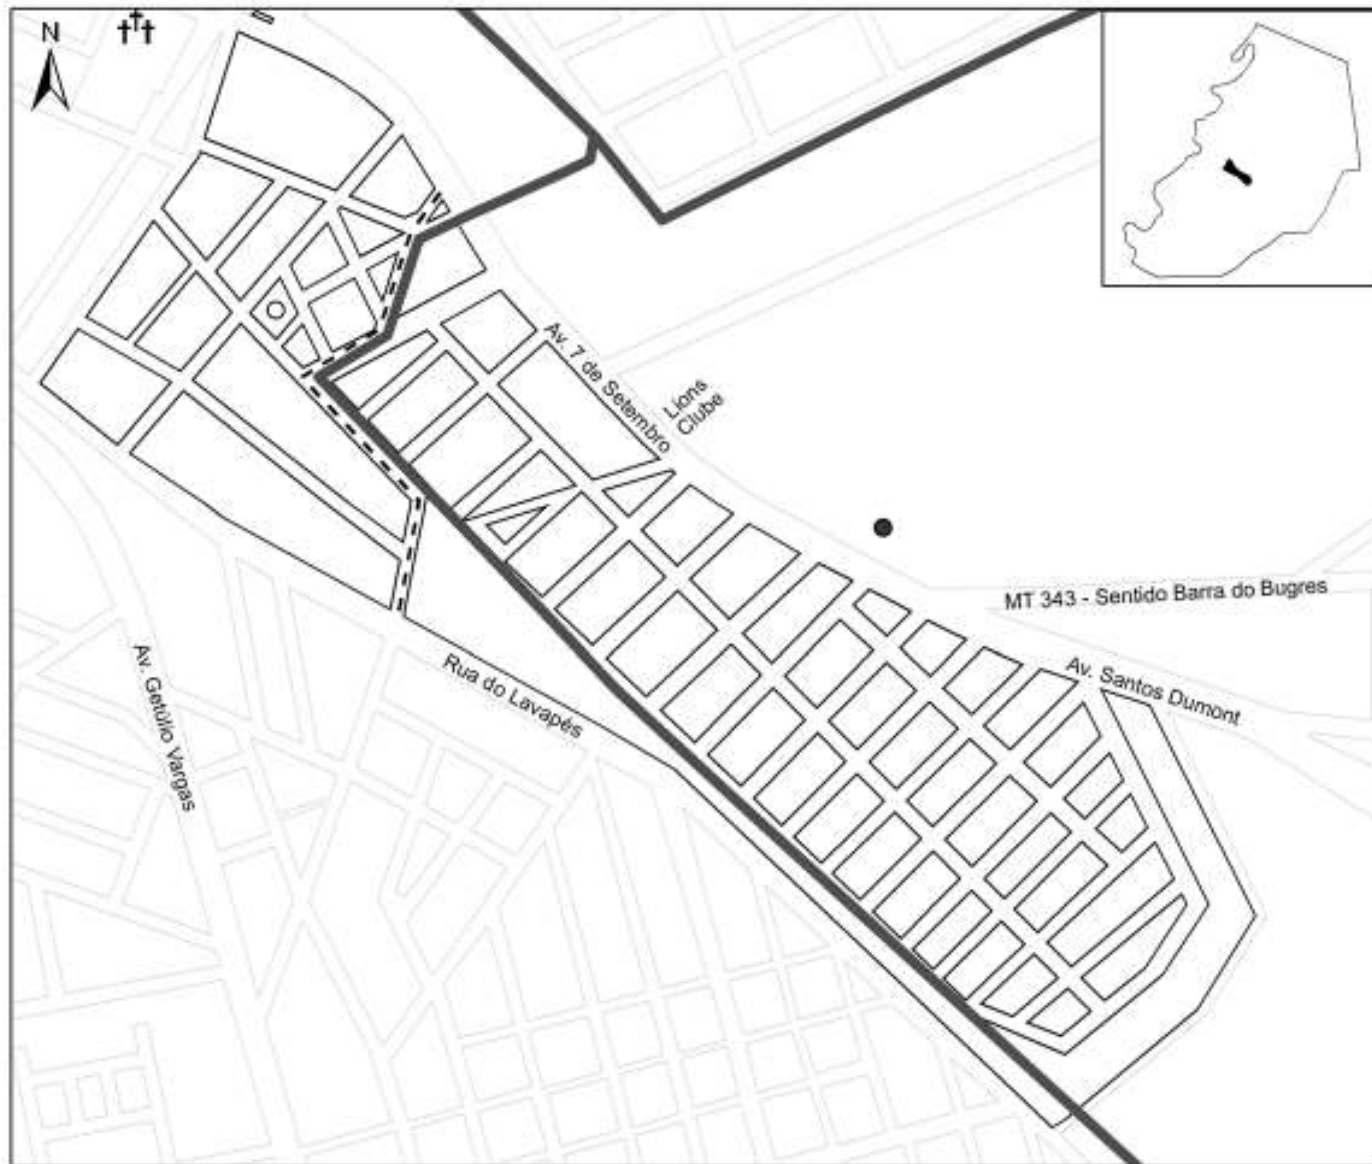 N
Av. 7 de Setembro
Lions
Clube
MT 343 - Sentido Barra do Bugres
Av. Santos Dumont
Rua do Lavapés
Av. Getúlio Vargas